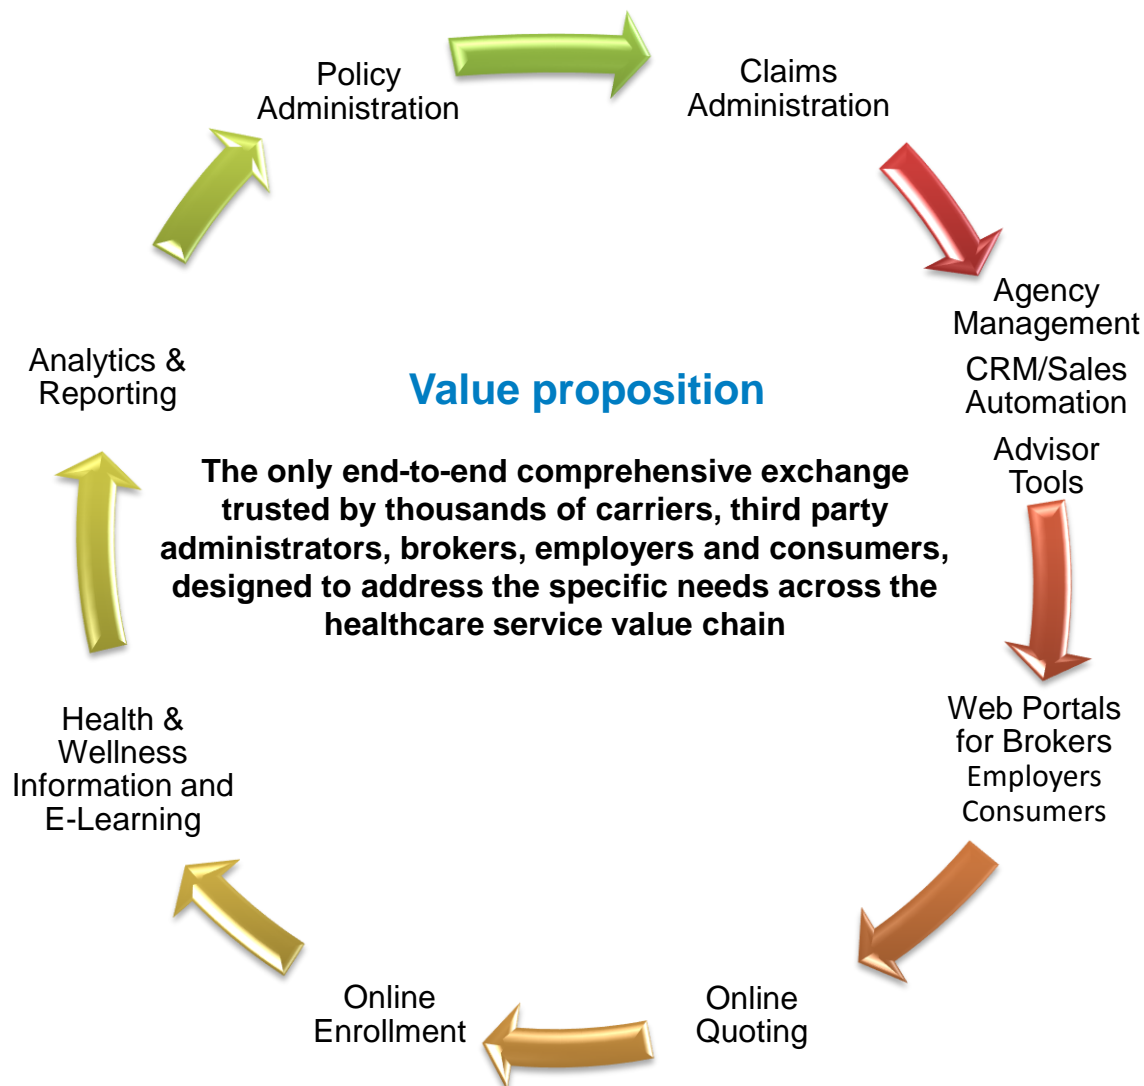 Policy
Administration
Claims
Administration
Agency
Management
CRM/Sales
Automation
Advisor
Tools
Web Portals
for Brokers
Employers
Consumers
Online
Quoting
Online
Enrollment
Health &
Wellness
Information and
E-Learning
Analytics &
Reporting
Value proposition
The only end-to-end comprehensive exchange
trusted by thousands of carriers, third party
administrators, brokers, employers and consumers,
designed to address the specific needs across the
healthcare service value chain